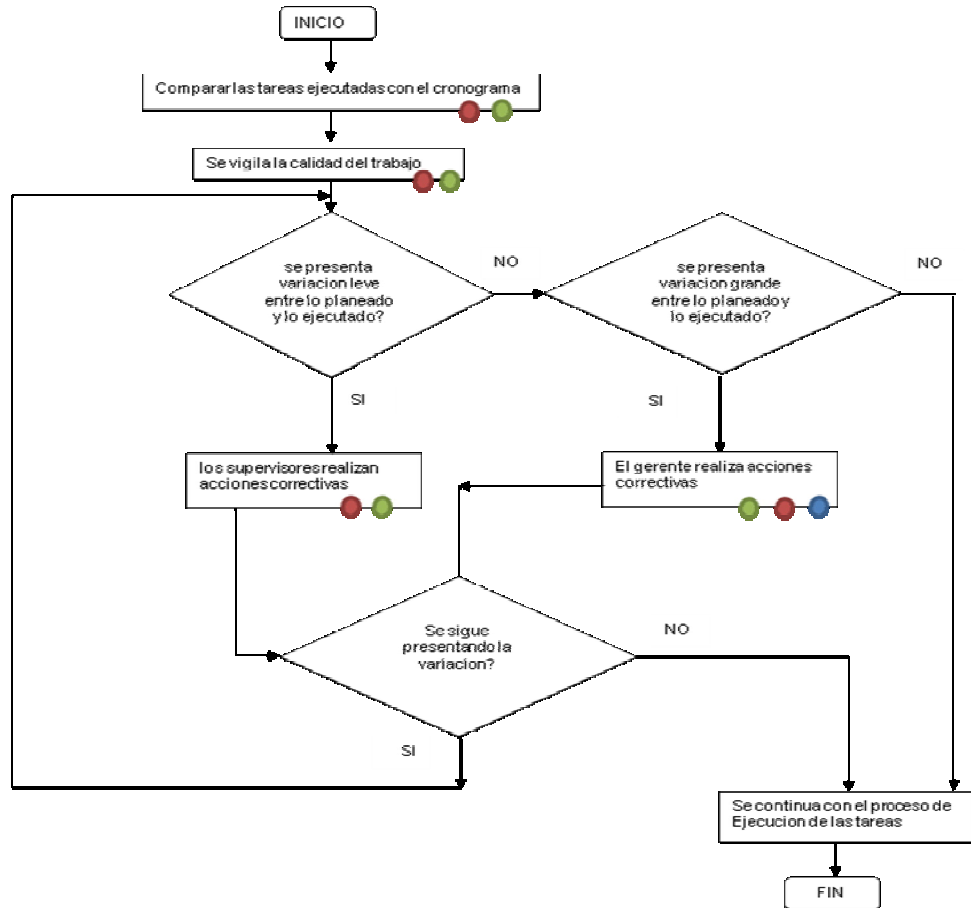 INICIO
Comparar las tareas ejecutadas con el cronograma
Se vigila la calidad del trabajo
se presenta
variacion leve
entre lo planeado
y lo ejecutado?
NO
se presenta
variacion grande
entre lo planeado y
lo ejecutado?
NO
SI
SI
los supervisores realizan
acciones correctivas
El gerente realiza acciones
correctivas
Se sigue
presentando la
variacion?
NO
SI
Se continua con el proceso de
Ejecucion de las tareas
FIN